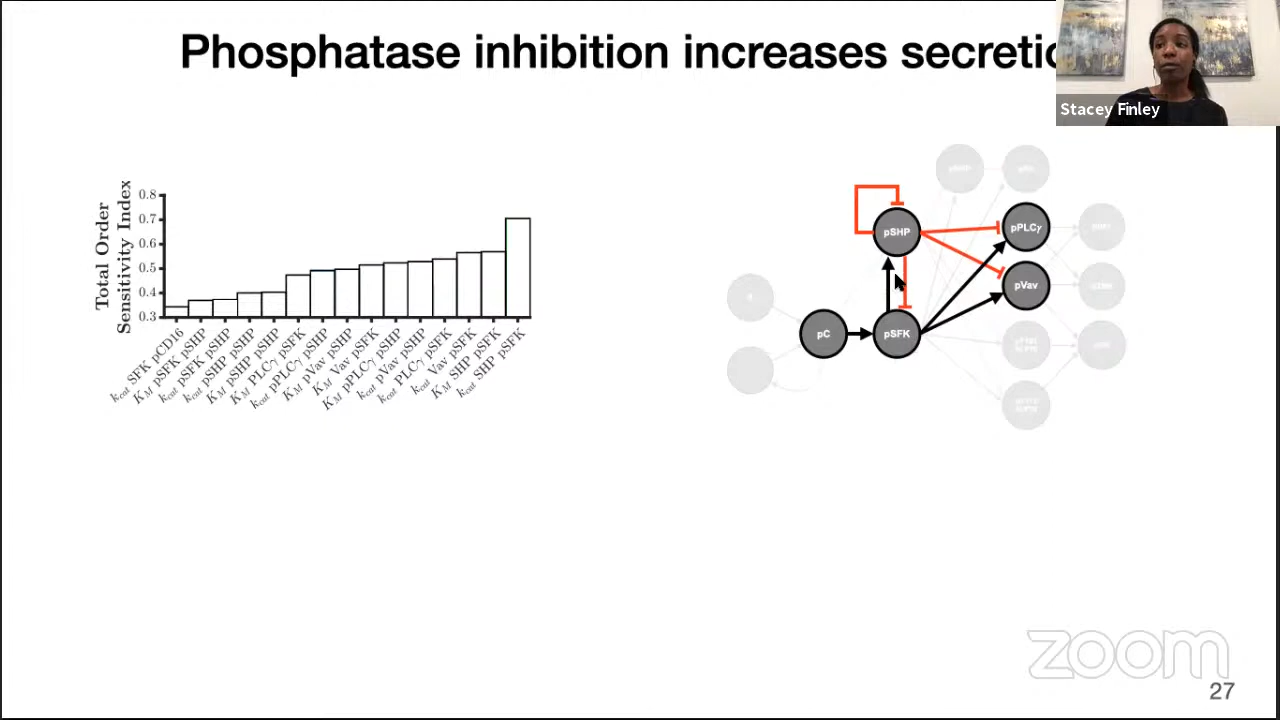 Phosphatase inhibition increases secretio
Stacey Finley
Total Order
Sensitivity Index
0.8
0.7
0.6
0.5
0.4
0.3
kcat SFK pCD16
KM pSFK pSHP
kcat pSFK pSHP
kcat pSHP pSHP
KM pSHP pSHP
KM PLCγ pSFK
kcat pPLCγ pSHP
KM pVav pSHP
KM Vav pSFK
KM pPLCγ pSHP
kcat pVav pSHP
kcat PLCγ pSFK
kcat Vav pSFK
KM SHP pSFK
kcat SHP pSFK
pSHP
pPLCγ
pVav
pC
pSFK
zoom
27